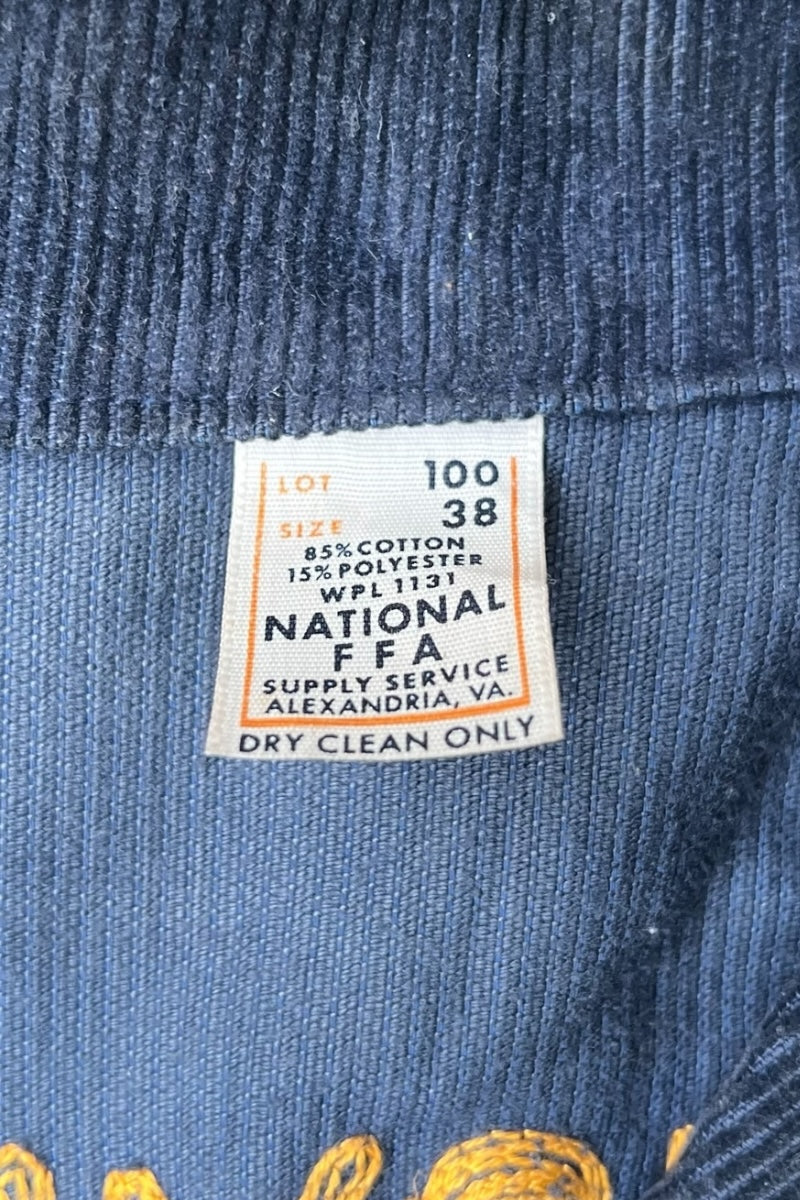 LOT 100
SIZE 38
85% COTTON
15% POLYESTER
WPL 1131
NATIONAL
FFA
SUPPLY SERVICE
ALEXANDRIA, VA.
DRY CLEAN ONLY